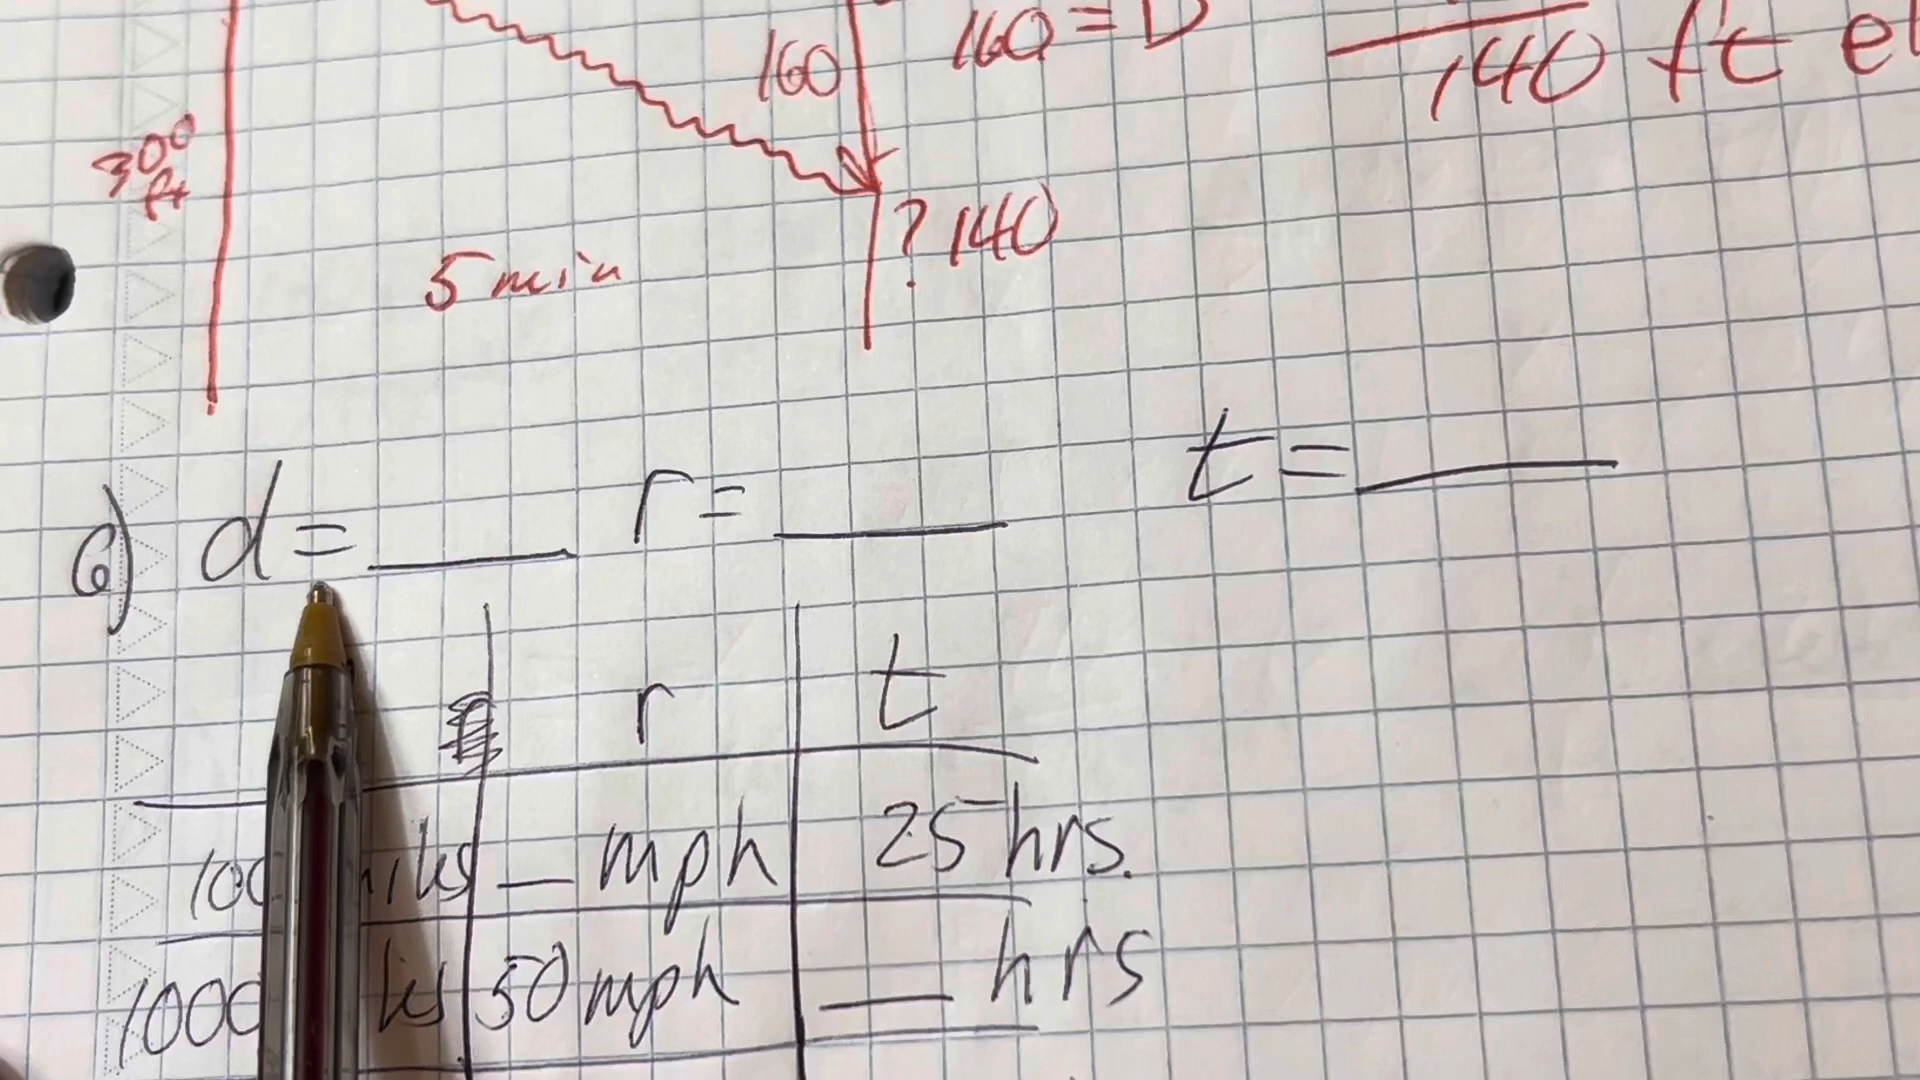 160 160 = D
140 ft
300
ft
? 140
5 min
6) d = ___ r = ___ t = ___
r t
___ mph 25 hrs.
50 mph ___ hrs